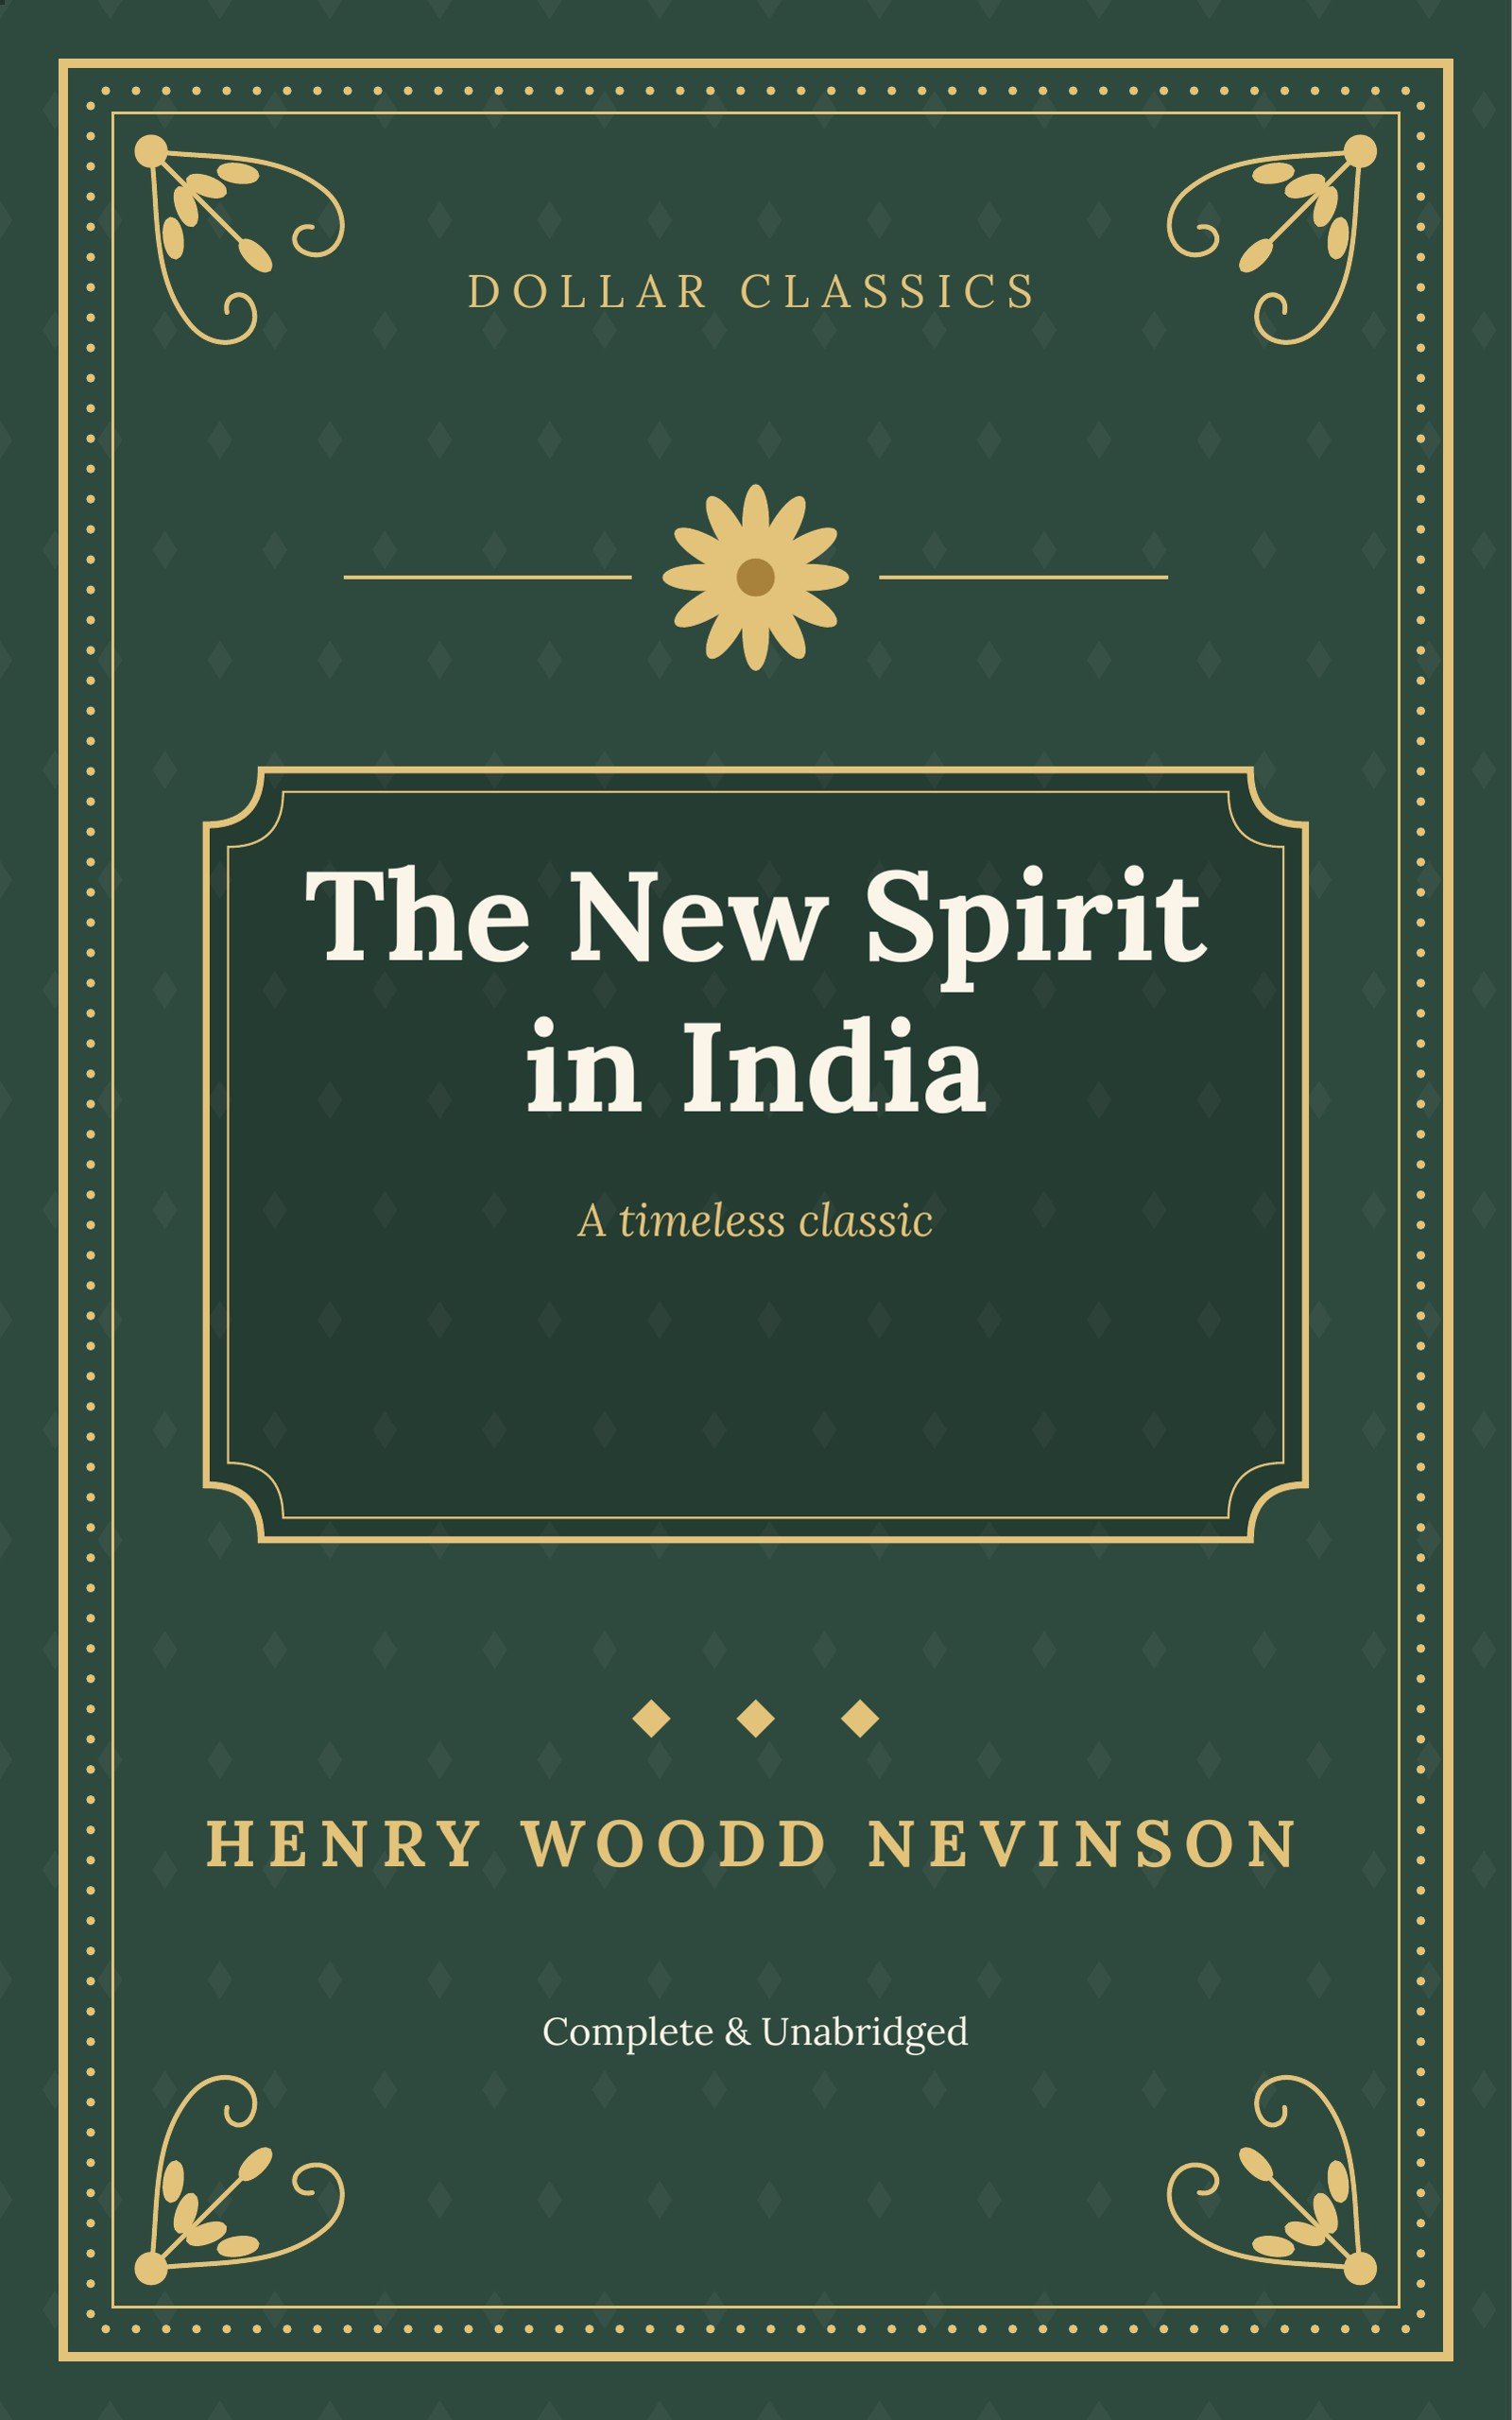 DOLLAR CLASSICS
The New Spirit
in India
A timeless classic
HENRY WOODD NEVINSON
Complete & Unabridged